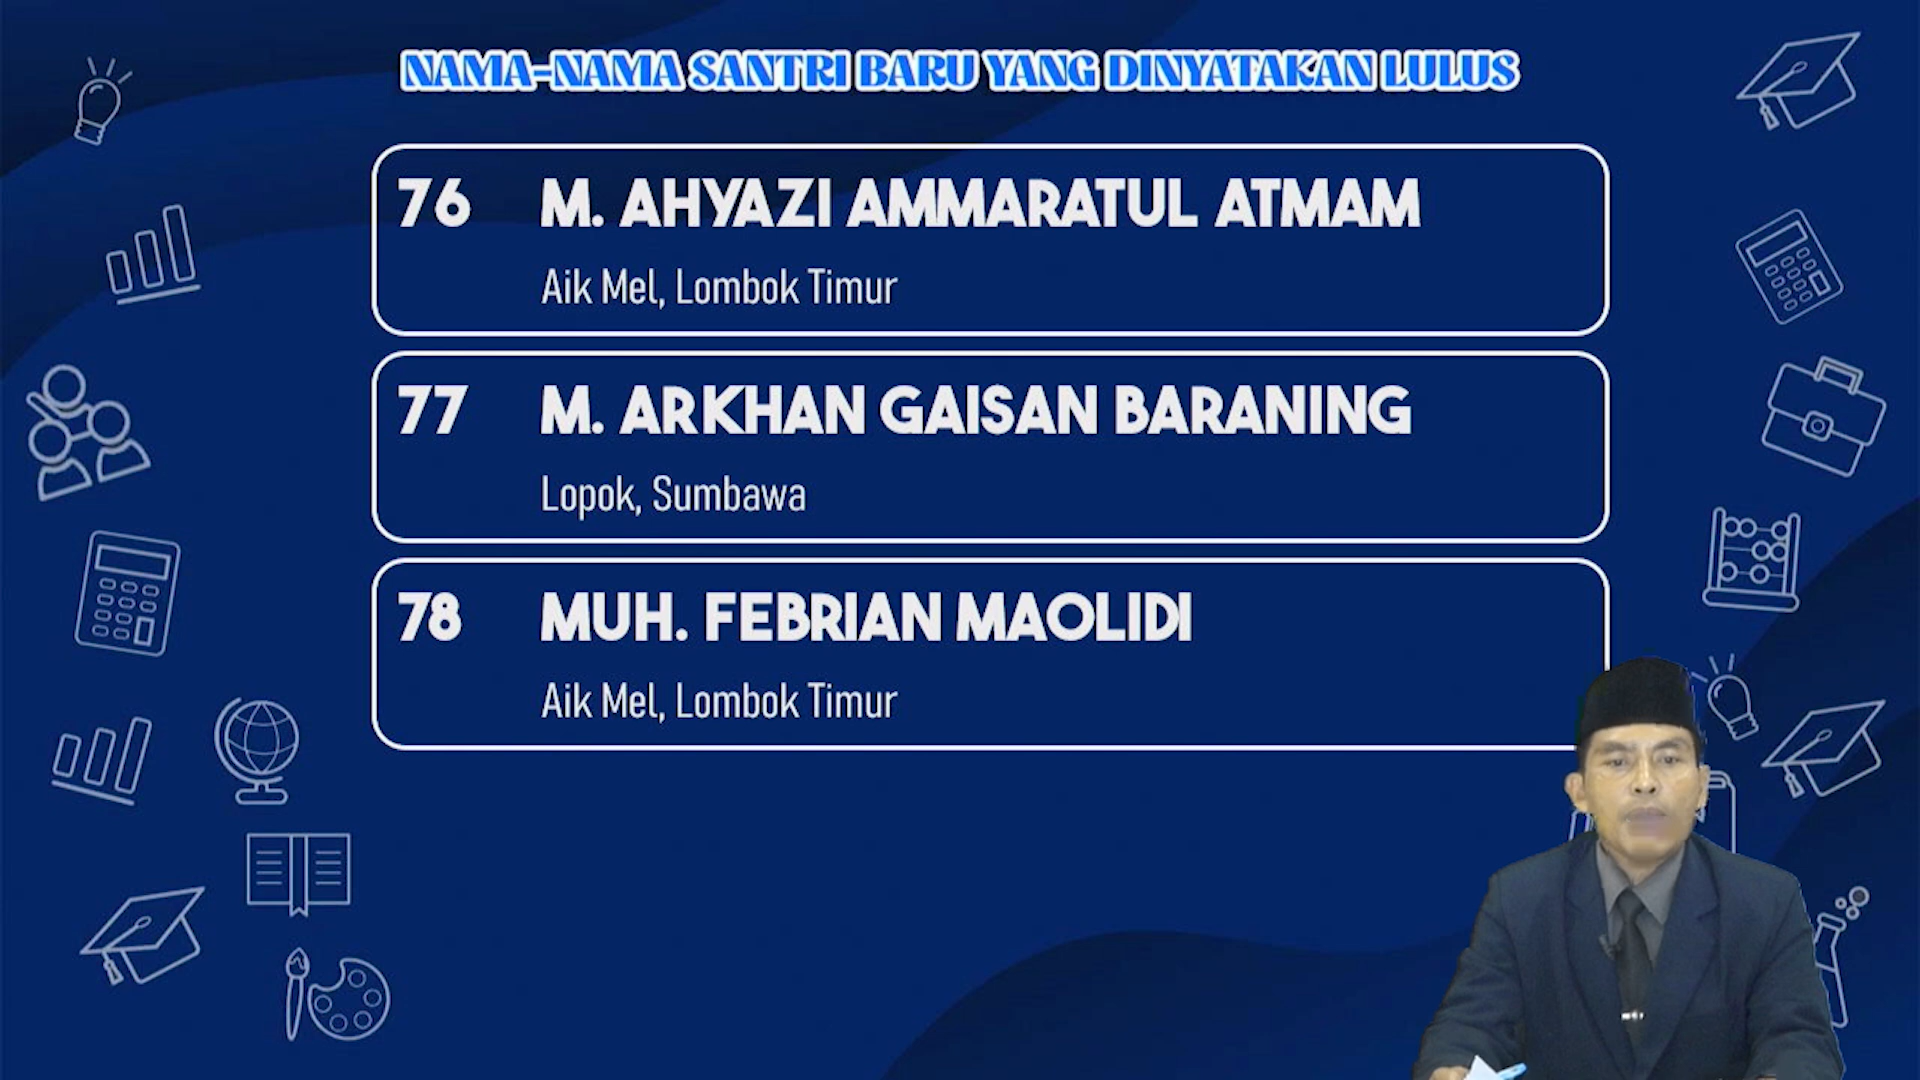 NAMA-NAMA SANTRI BARU YANG DINYATAKAN LULUS
76
M. AHYAZI AMMARATUL ATMAM
Aik Mel, Lombok Timur
77
M. ARKHAN GAISAN BARANING
Lopok, Sumbawa
78
MUH. FEBRIAN MAOLIDI
Aik Mel, Lombok Timur